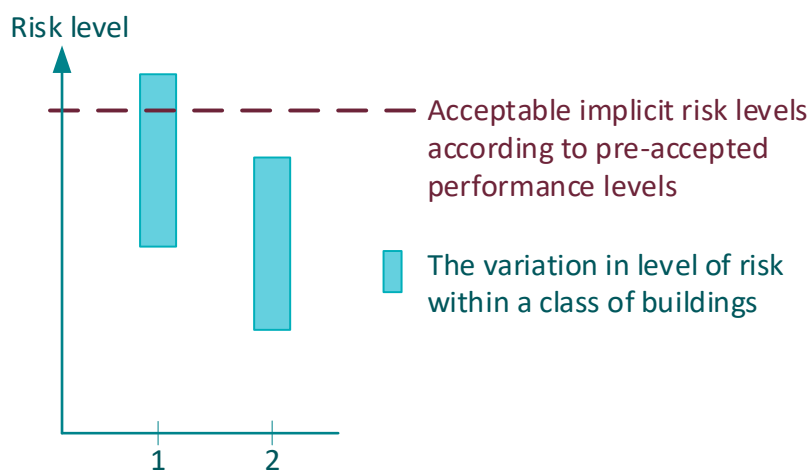 Risk level
Acceptable implicit risk levels
according to pre-accepted
performance levels
The variation in level of risk
within a class of buildings
1
2